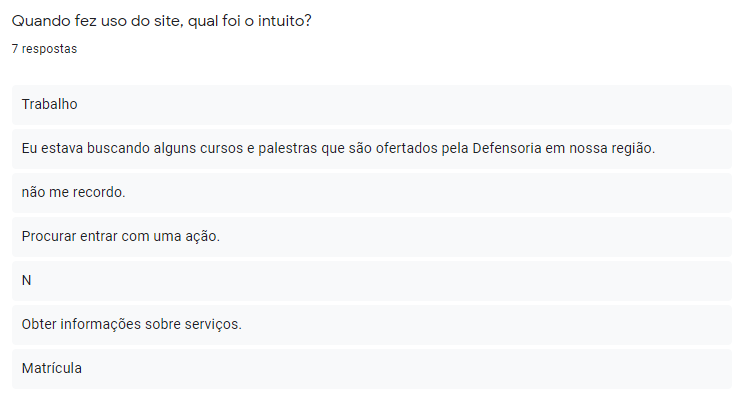 Quando fez uso do site, qual foi o intuito?
7 respostas
Trabalho
Eu estava buscando alguns cursos e palestras que são ofertados pela Defensoria em nossa região.
não me recordo.
Procurar entrar com uma ação.
N
Obter informações sobre serviços.
Matrícula